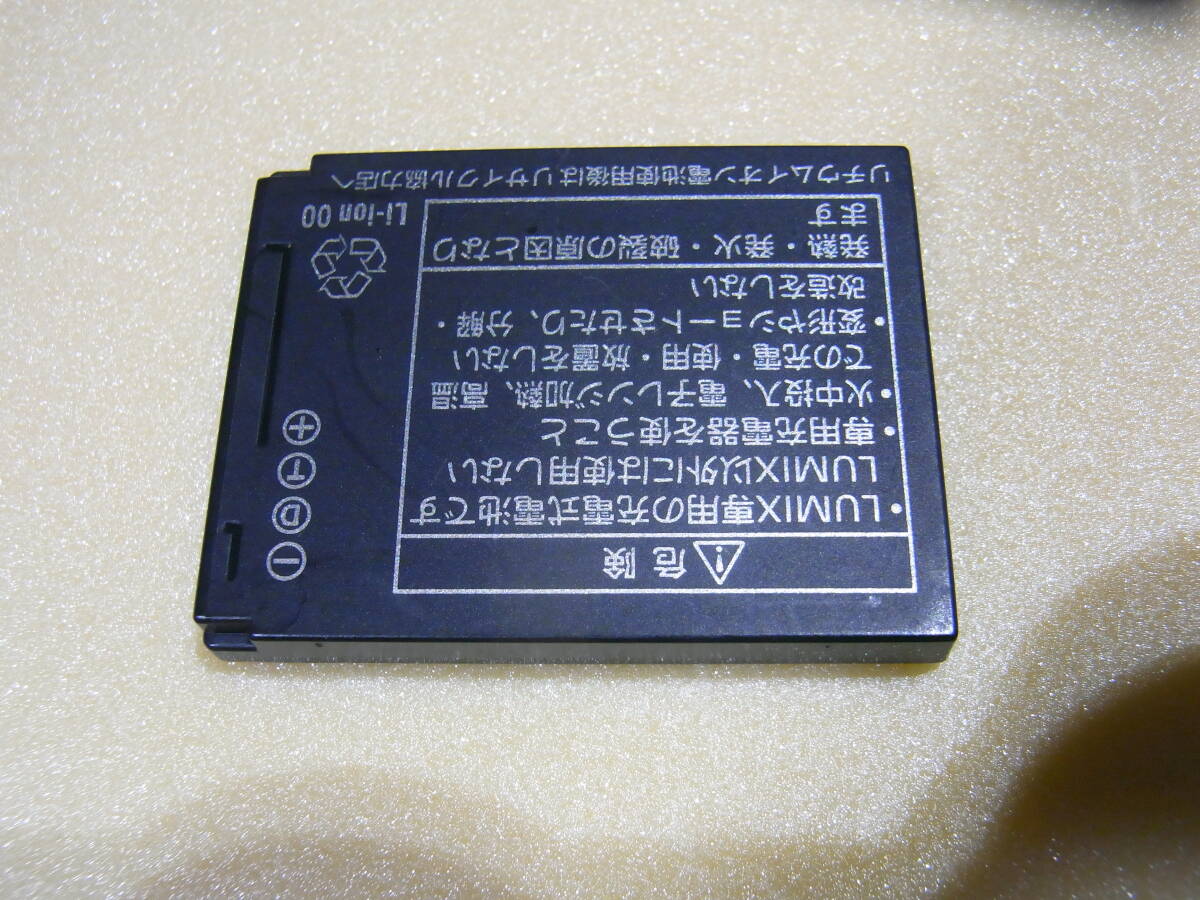 ⚠危険
・LUMIX専用の充電式電池です
LUMIX以外には使用しない
・専用充電器を使うこと
・火中投入、電子レンジ加熱、高温
での充電・使用・放置をしない
・変形やショートさせたり、分解・
改造をしない
発熱・発火・破裂の原因となり
ます
リチウムイオン電池使用後はリサイクル協力店へ
⊖
Ⓓ
Ⓣ
⊕
Li-ion 00